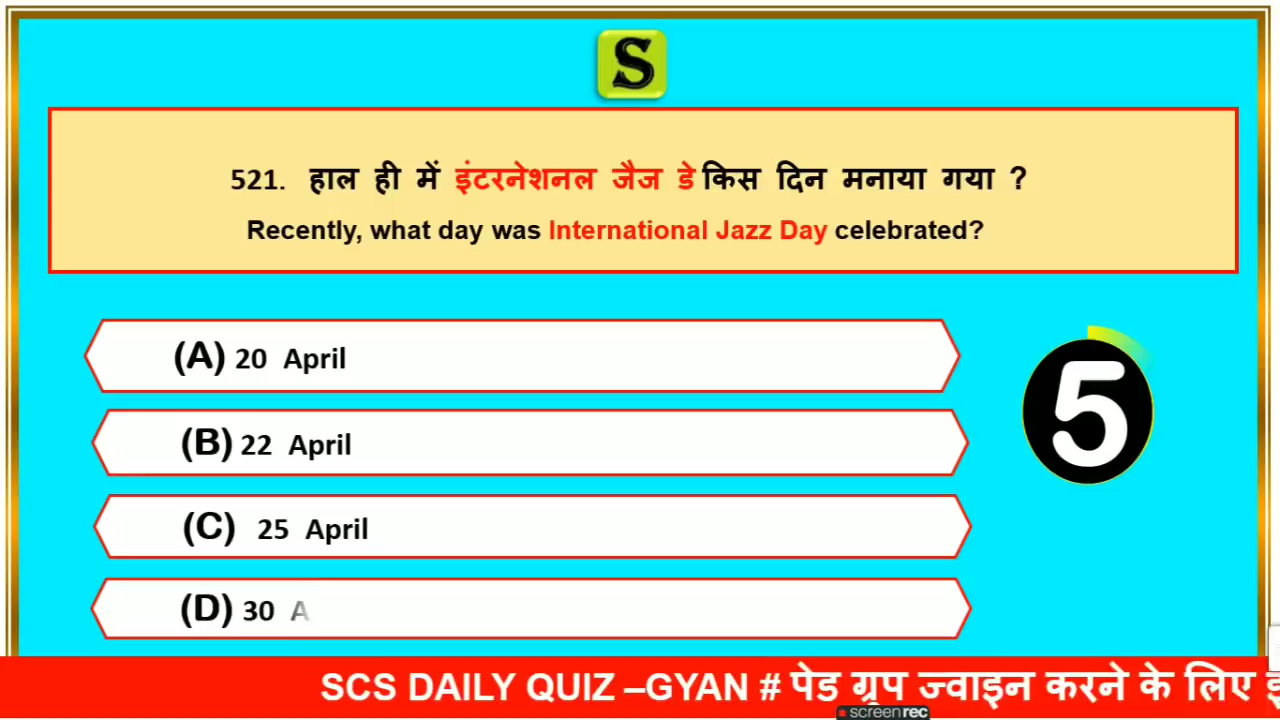 S
521. हाल ही में इंटरनेशनल जैज डे किस दिन मनाया गया ?
Recently, what day was International Jazz Day celebrated?
(A) 20 April
(B) 22 April
(C) 25 April
(D) 30 A
5
SCS DAILY QUIZ –GYAN # पेड ग्रूप ज्वाइन करने के लिए
screenrec